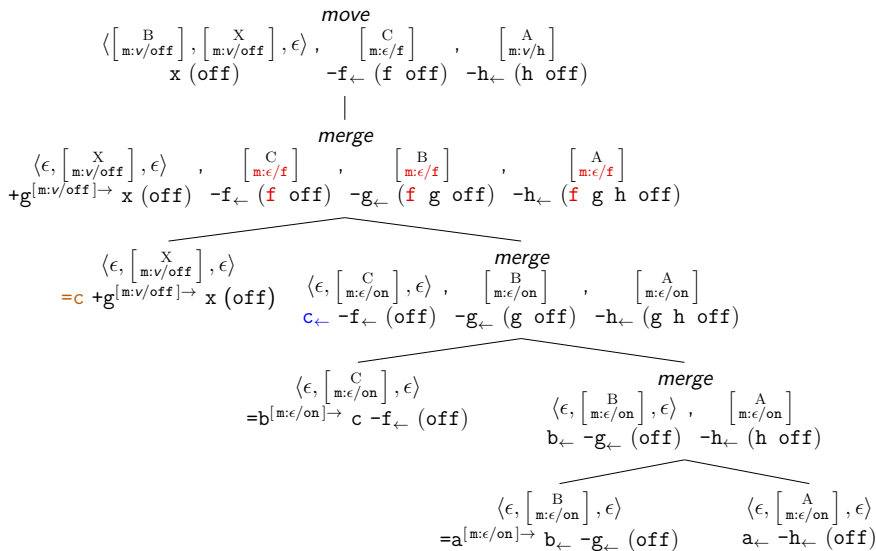 move
⟨[B m:v/off], [X m:v/off], ϵ⟩ , [C m:ϵ/f] , [A m:v/h]
x (off) -f← (f off) -h← (h off)
merge
⟨ϵ, [X m:v/off], ϵ⟩ , [C m:ϵ/f] , [B m:ϵ/f] , [A m:ϵ/f]
+g[m:v/off]→ x (off) -f← (f off) -g← (f g off) -h← (f g h off)
⟨ϵ, [X m:v/off], ϵ⟩
=c +g[m:v/off]→ x (off)
merge
⟨ϵ, [C m:ϵ/on], ϵ⟩ , [B m:ϵ/on] , [A m:ϵ/on]
c← -f← (off) -g← (g off) -h← (g h off)
⟨ϵ, [C m:ϵ/on], ϵ⟩
=b[m:ϵ/on]→ c -f← (off)
merge
⟨ϵ, [B m:ϵ/on], ϵ⟩ , [A m:ϵ/on]
b← -g← (off) -h← (h off)
⟨ϵ, [B m:ϵ/on], ϵ⟩
=a[m:ϵ/on]→ b← -g← (off)
⟨ϵ, [A m:ϵ/on], ϵ⟩
a← -h← (off)